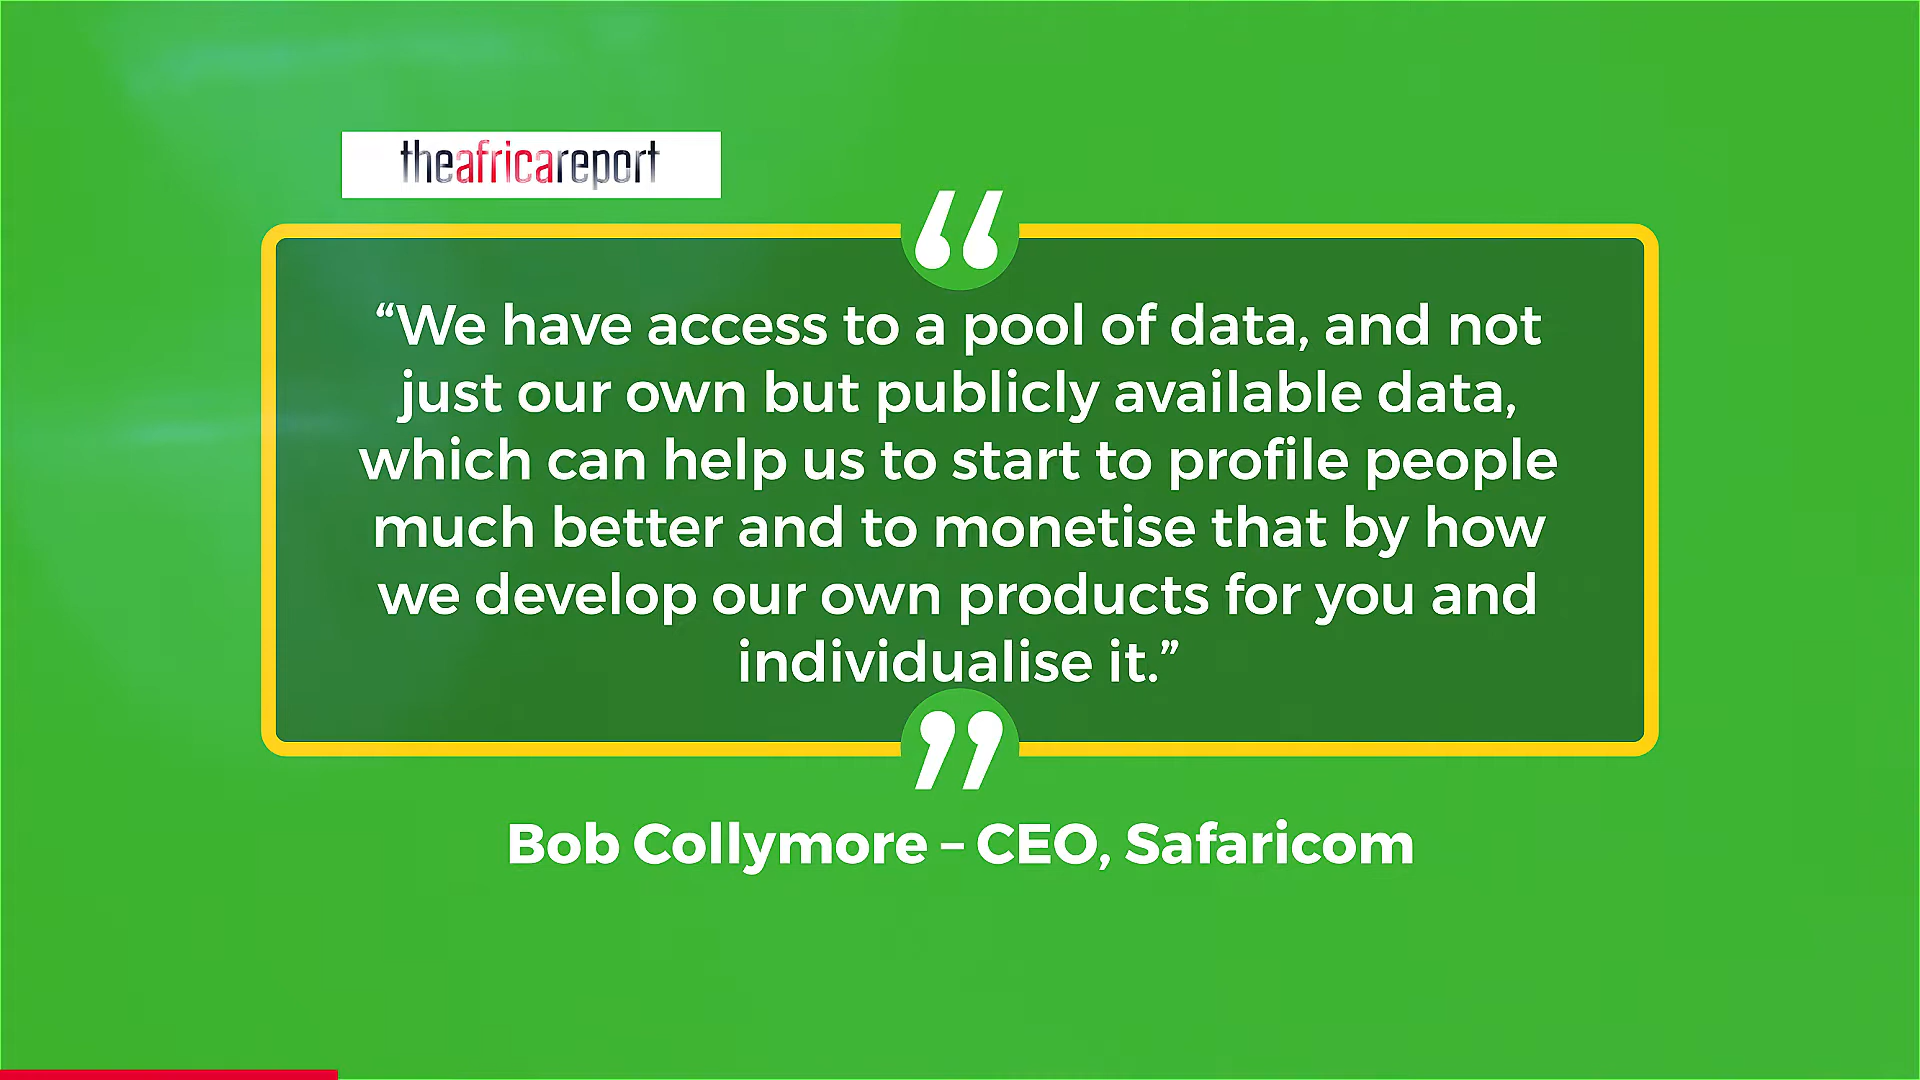 theafricareport
“
“We have access to a pool of data, and not
just our own but publicly available data,
which can help us to start to profile people
much better and to monetise that by how
we develop our own products for you and
individualise it.”
”
Bob Collymore – CEO, Safaricom